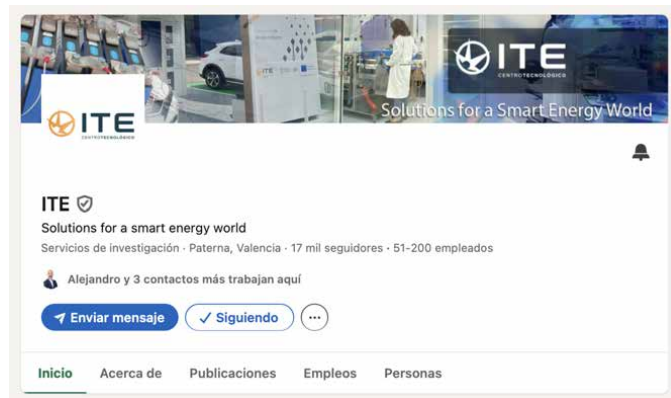 ITE
CENTROTECNOLÓGICO
Solutions for a Smart Energy World
ITE
CENTROTECNOLÓGICO
ITE
Solutions for a smart energy world
Servicios de investigación · Paterna, Valencia · 17 mil seguidores · 51-200 empleados
Alejandro y 3 contactos más trabajan aquí
Enviar mensaje
Siguiendo
Inicio Acerca de Publicaciones Empleos Personas